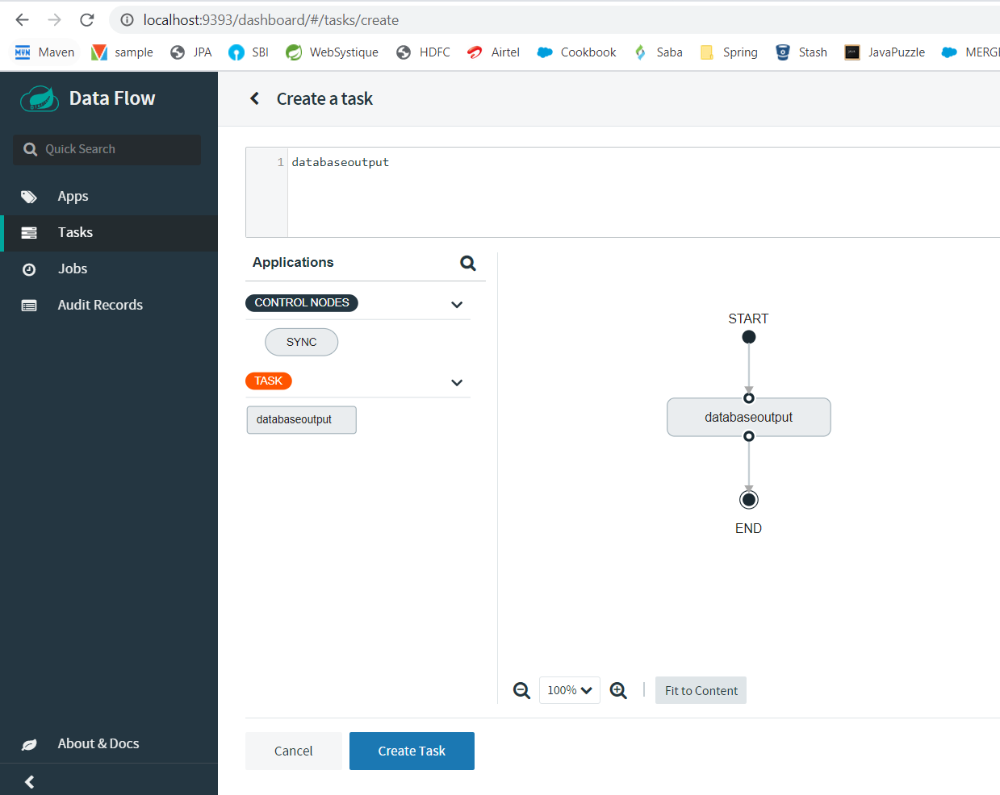 localhost:9393/dashboard/#/tasks/create
Maven sample JPA SBI WebSystique HDFC Airtel Cookbook Saba Spring Stash JavaPuzzle MERGE
Data Flow
Create a task
Quick Search
1 databaseoutput
Apps
Tasks
Jobs
Audit Records
Applications
CONTROL NODES
SYNC
TASK
databaseoutput
START
databaseoutput
END
100%
Fit to Content
About & Docs
Cancel
Create Task